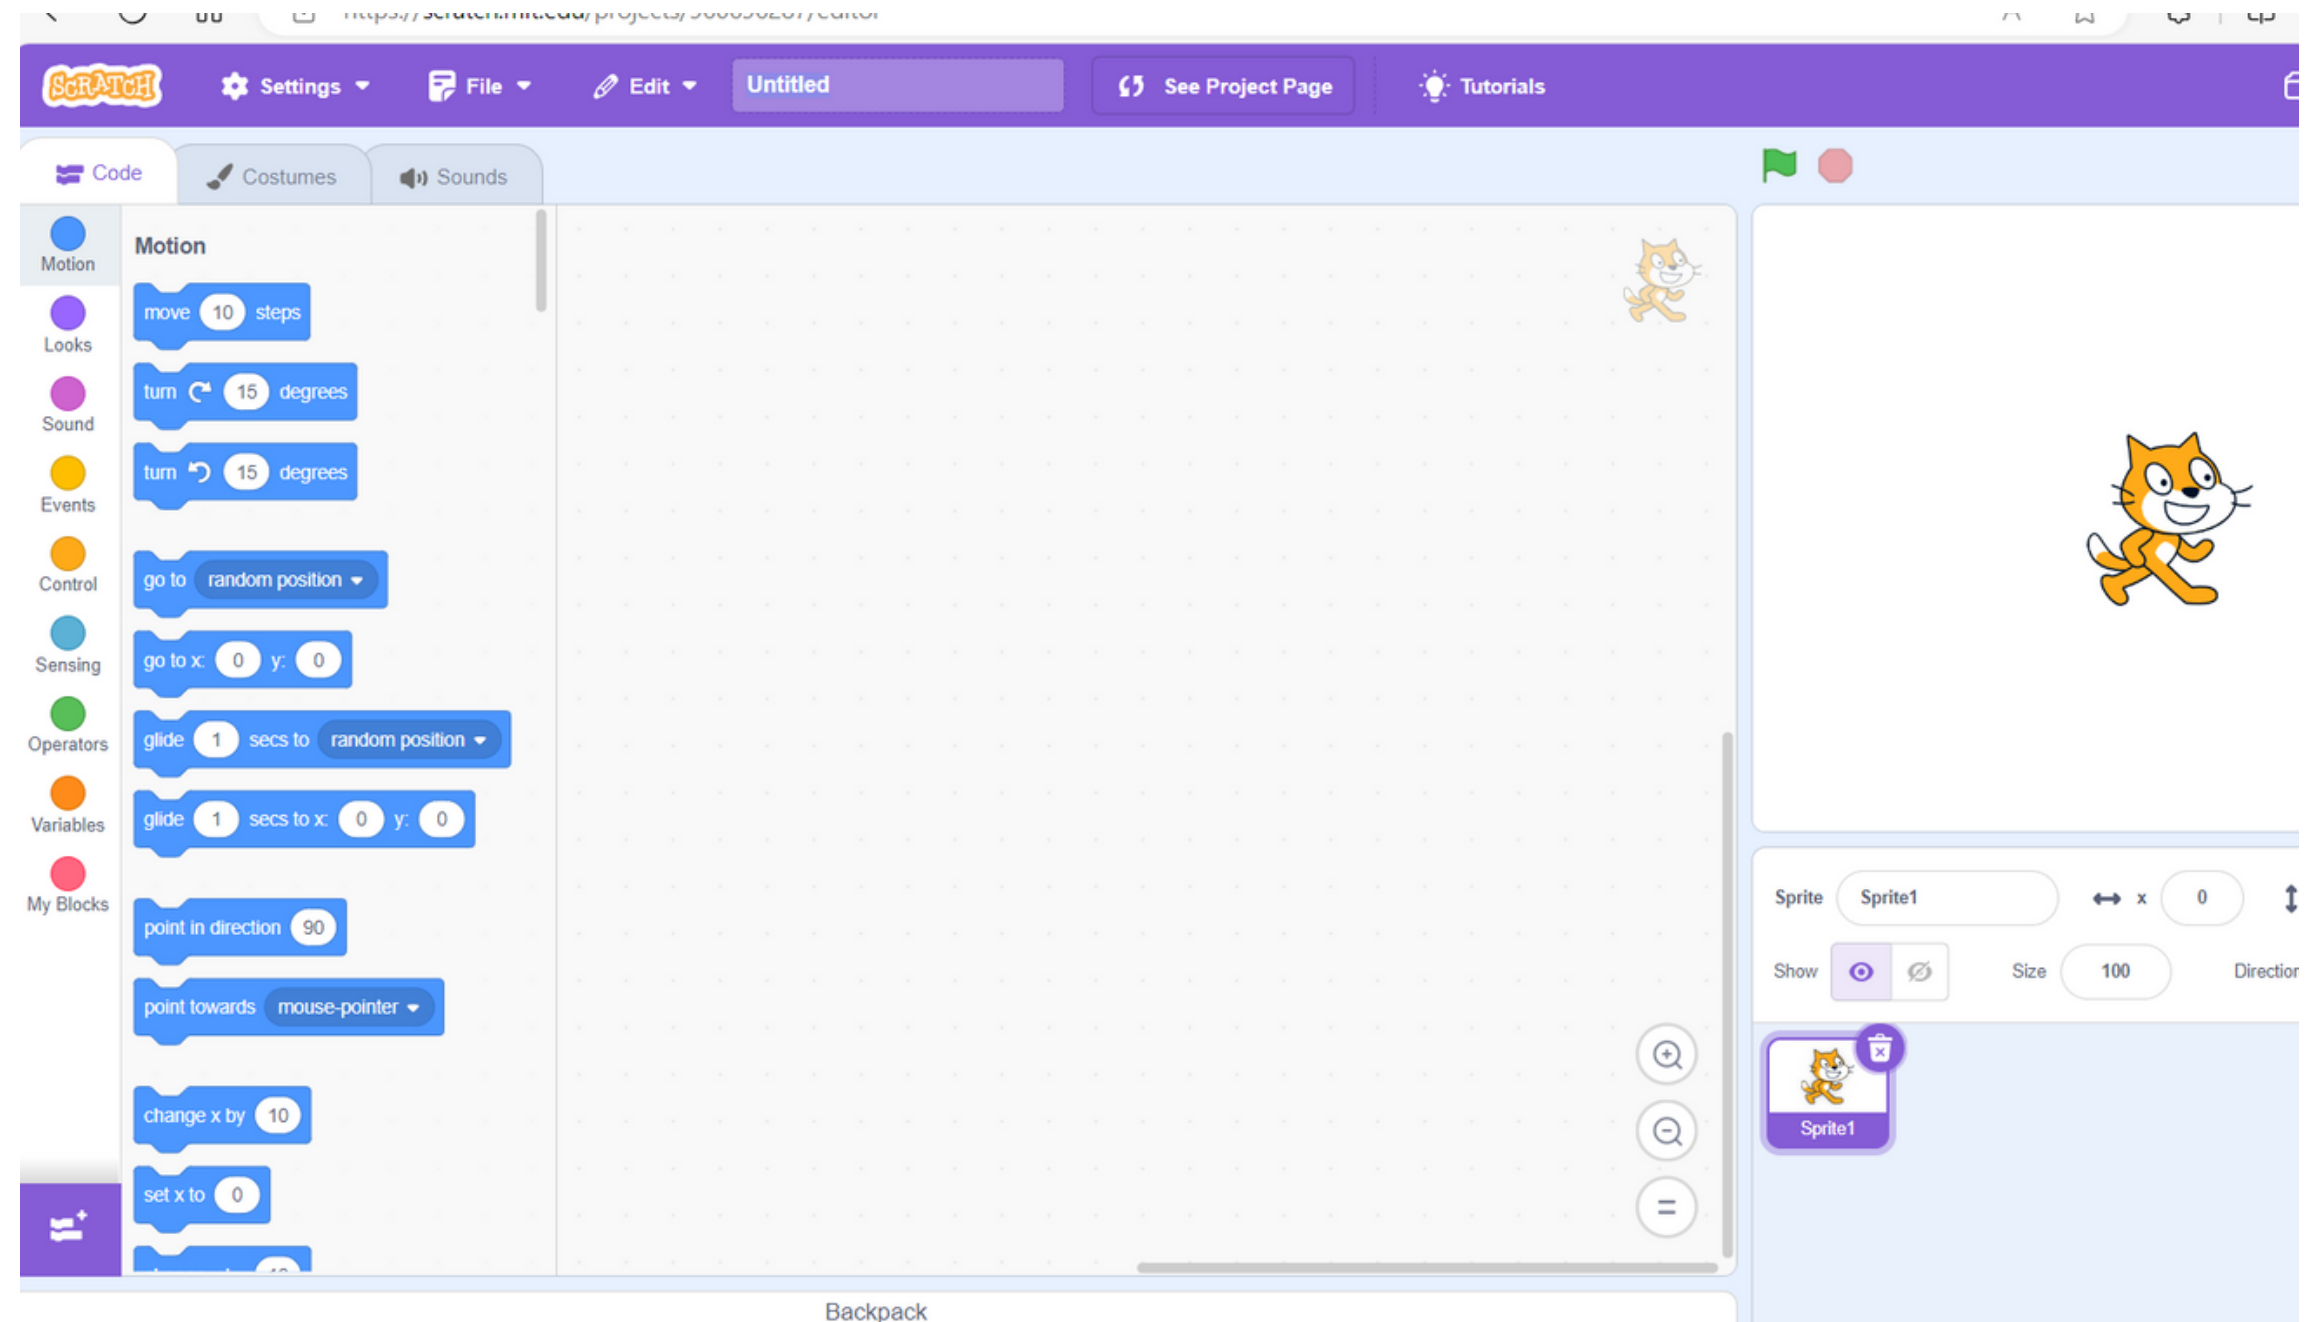 SCRATCH
Settings
File
Edit
Untitled
See Project Page
Tutorials
Code
Costumes
Sounds
Motion
Looks
Sound
Events
Control
Sensing
Operators
Variables
My Blocks
Motion
move 10 steps
turn 15 degrees
turn 15 degrees
go to random position
go to x: 0 y: 0
glide 1 secs to random position
glide 1 secs to x: 0 y: 0
point in direction 90
point towards mouse-pointer
change x by 10
set x to 0
Sprite Sprite1 x 0
Show Size 100 Direction
Sprite1
Backpack